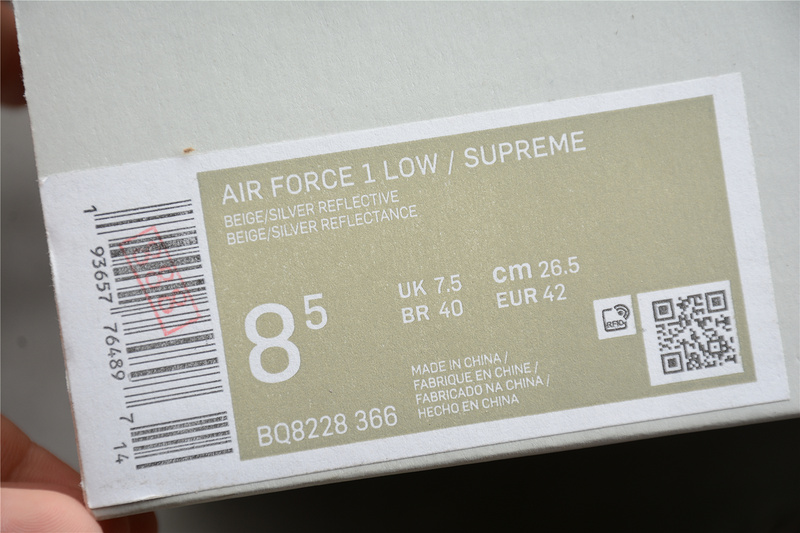 AIR FORCE 1 LOW / SUPREME
BEIGE/SILVER REFLECTIVE
BEIGE/SILVER REFLECTANCE
8 5
UK 7.5
BR 40
cm 26.5
EUR 42
RFID
MADE IN CHINA /
FABRIQUE EN CHINE /
FABRICADO NA CHINA /
HECHO EN CHINA
BQ8228 366
1 93657 76489 7 14